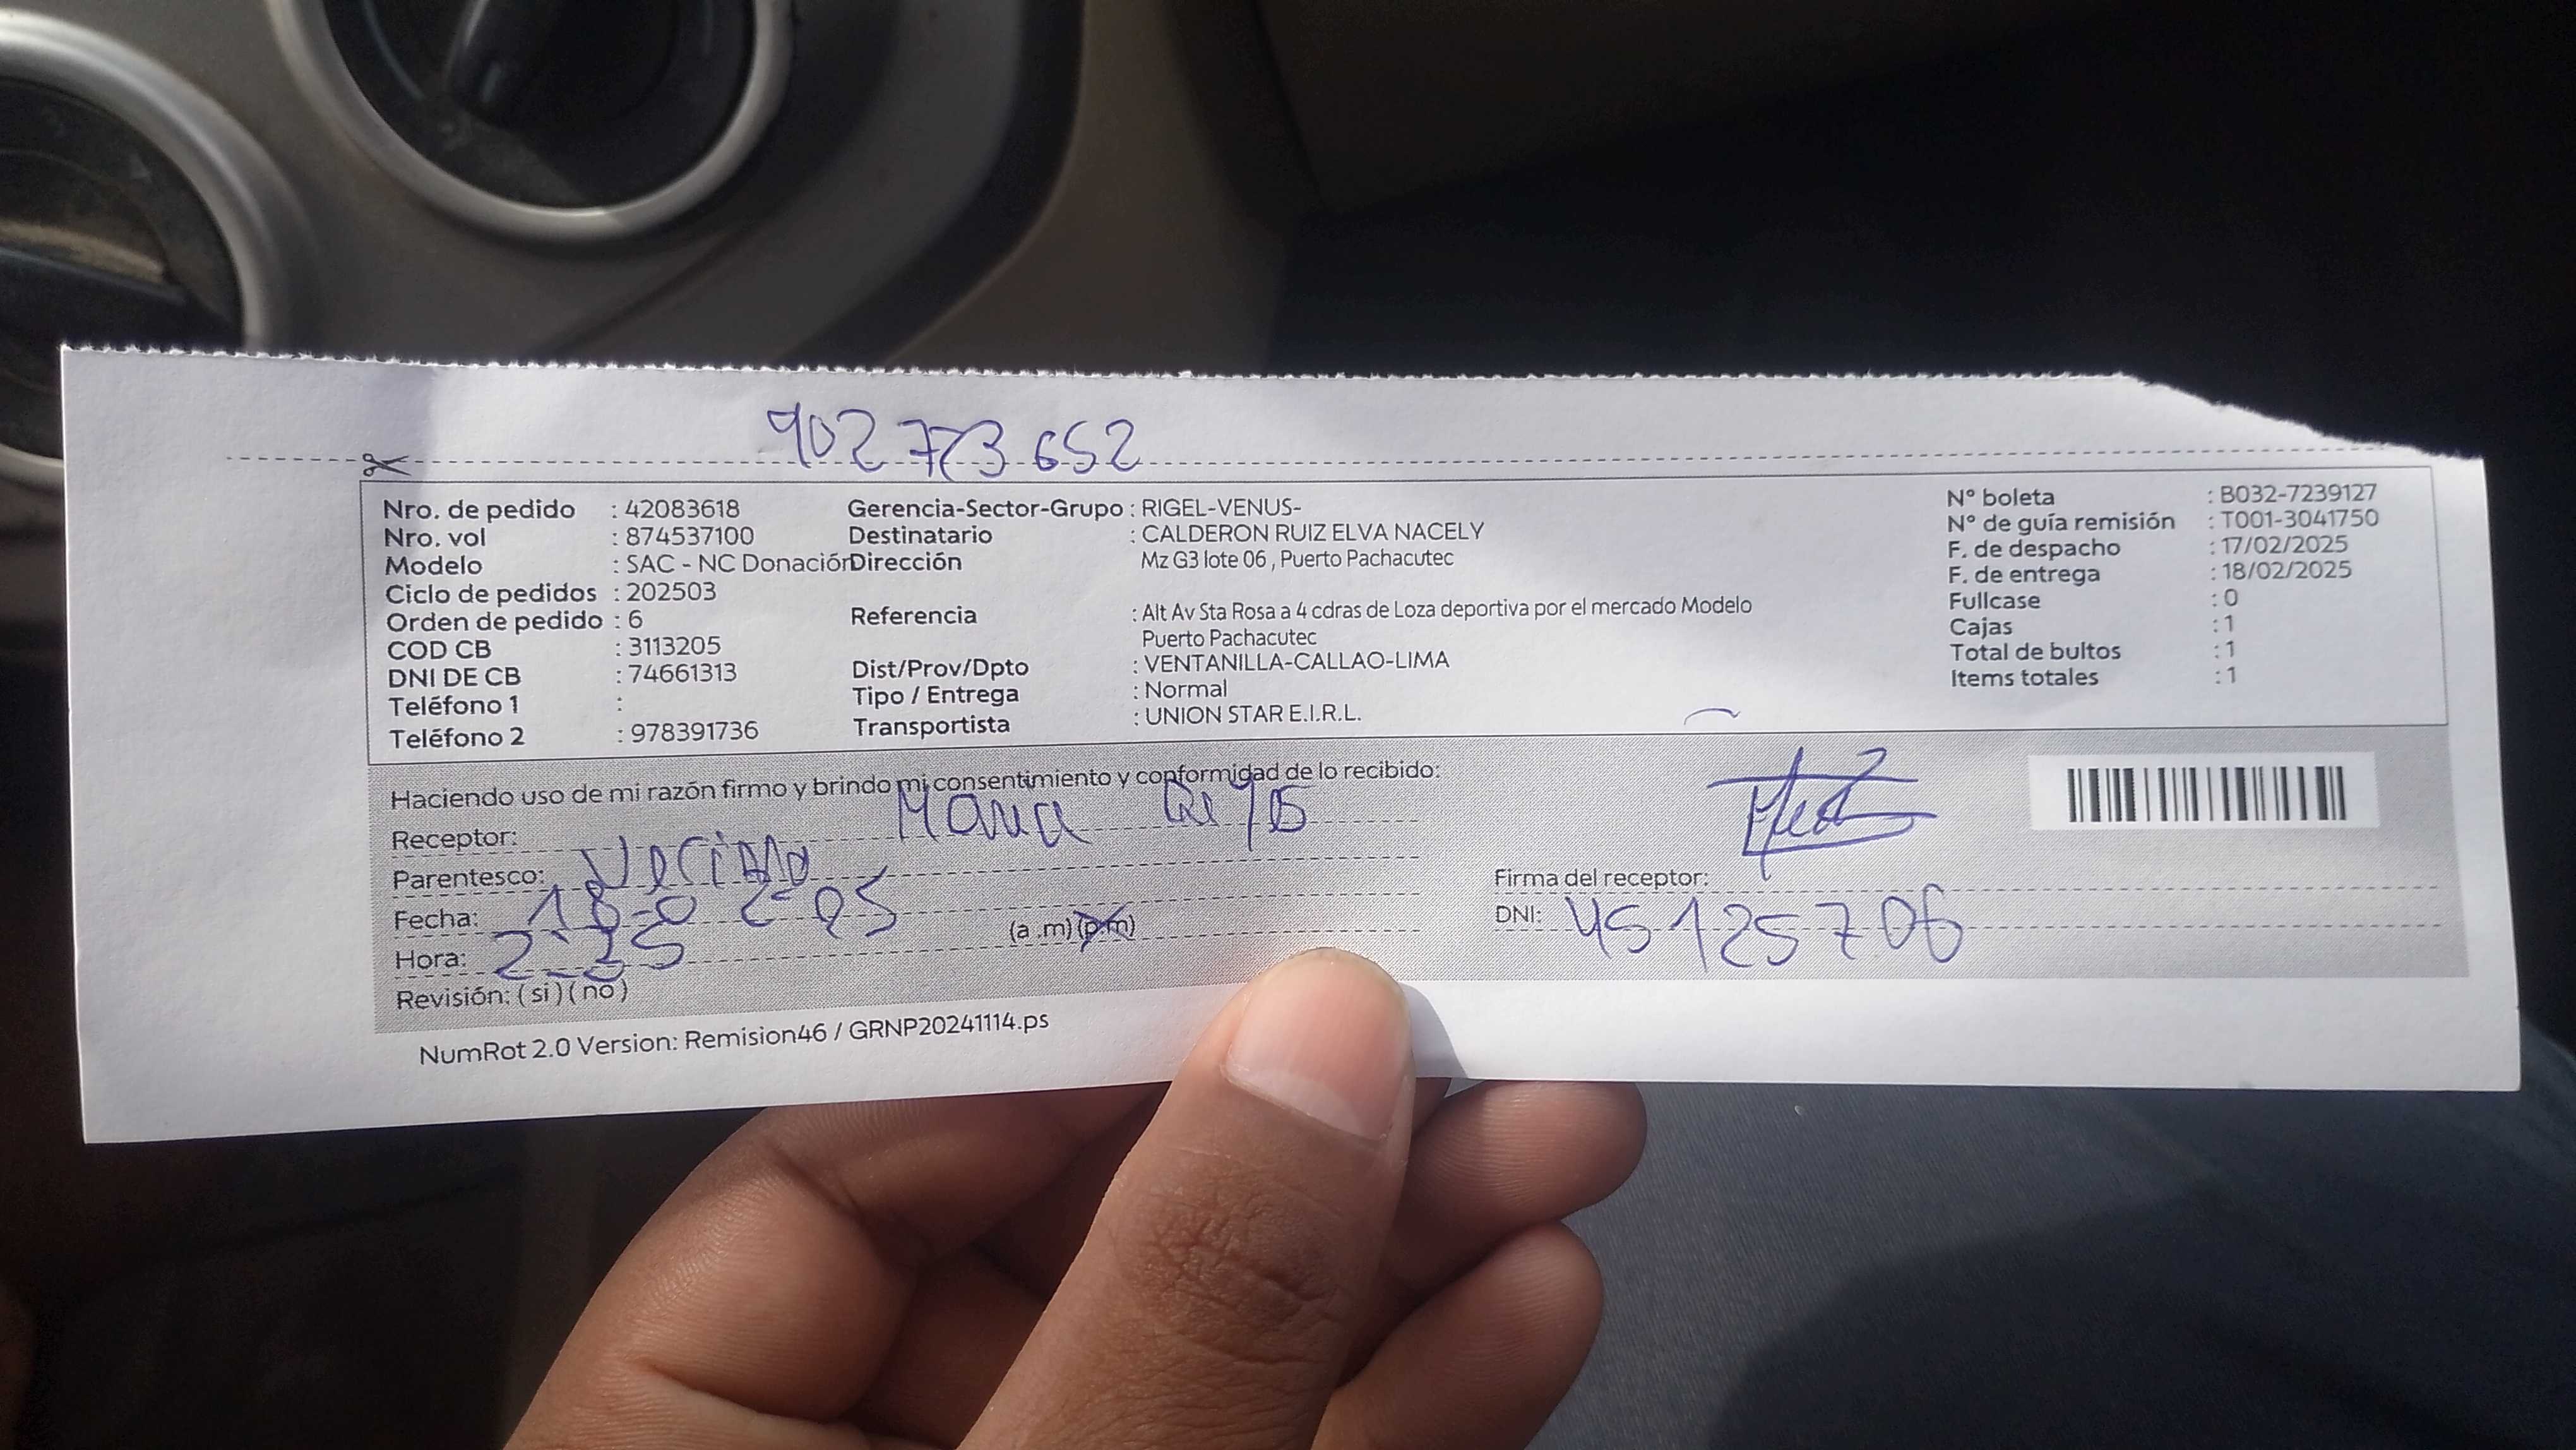 902 773 652
Nro. de pedido : 42083618
Nro. vol : 874537100
Modelo : SAC - NC Donación
Ciclo de pedidos : 202503
Orden de pedido : 6
COD CB : 3113205
DNI DE CB : 74661313
Teléfono 1 :
Teléfono 2 : 978391736
Gerencia-Sector-Grupo : RIGEL-VENUS-
Destinatario : CALDERON RUIZ ELVA NACELY
Dirección Mz G3 lote 06 , Puerto Pachacutec
Referencia : Alt Av Sta Rosa a 4 cdras de Loza deportiva por el mercado Modelo
Puerto Pachacutec
Dist/Prov/Dpto : VENTANILLA-CALLAO-LIMA
Tipo / Entrega : Normal
Transportista : UNION STAR E.I.R.L.
N° boleta : B032-7239127
N° de guía remisión : T001-3041750
F. de despacho : 17/02/2025
F. de entrega : 18/02/2025
Fullcase : 0
Cajas : 1
Total de bultos : 1
Items totales : 1
Haciendo uso de mi razón firmo y brindo mi consentimiento y conformidad de lo recibido:
Receptor: Maria
Parentesco: Vecina
Fecha: 18-02-25
Hora: 2:35 (a .m) (p.m)
Revisión: ( si ) ( no )
Firma del receptor:
DNI: 45125706
NumRot 2.0 Version: Remision46 / GRNP20241114.ps